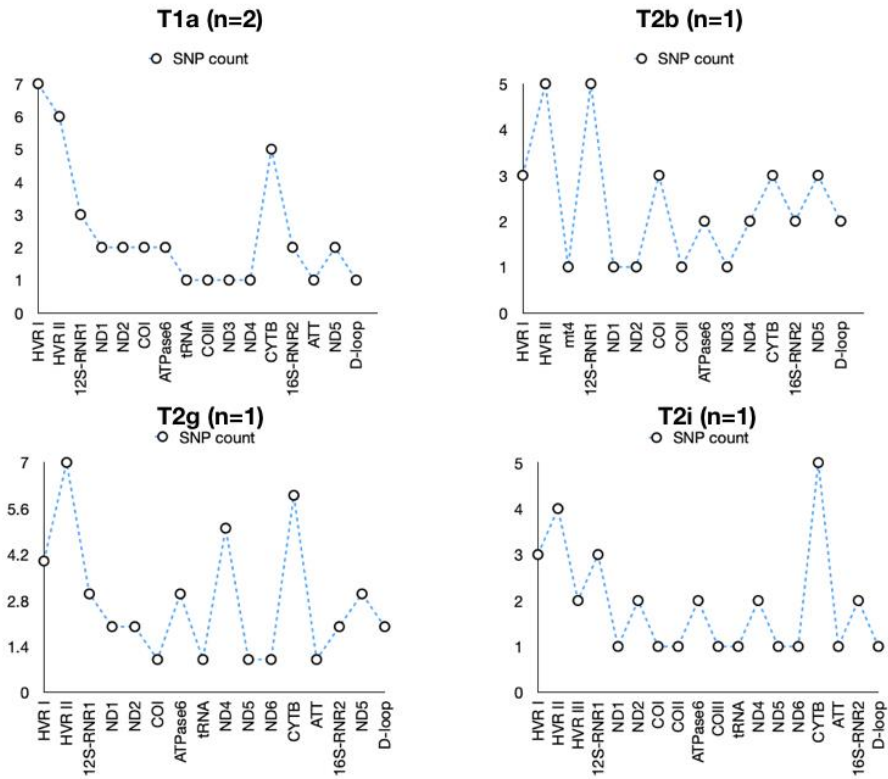 T1a (n=2)
SNP count
7
6
5
4
3
2
1
0
HVR I
HVR II
12S-RNR1
ND1
ND2
COI
ATPase6
tRNA
COIII
ND3
ND4
CYTB
16S-RNR2
ATT
ND5
D-loop
T2b (n=1)
SNP count
5
4
3
2
1
0
HVR I
HVR II
mt4
12S-RNR1
ND1
ND2
COI
COII
ATPase6
ND3
ND4
CYTB
16S-RNR2
ND5
D-loop
T2g (n=1)
SNP count
7
5.6
4.2
2.8
1.4
0
HVR I
HVR II
12S-RNR1
ND1
ND2
COI
ATPase6
tRNA
ND4
ND5
ND6
CYTB
ATT
16S-RNR2
ND5
D-loop
T2i (n=1)
SNP count
5
4
3
2
1
0
HVR I
HVR II
HVR III
12S-RNR1
ND1
ND2
COI
COII
ATPase6
COIII
tRNA
ND4
ND5
ND6
CYTB
ATT
16S-RNR2
D-loop